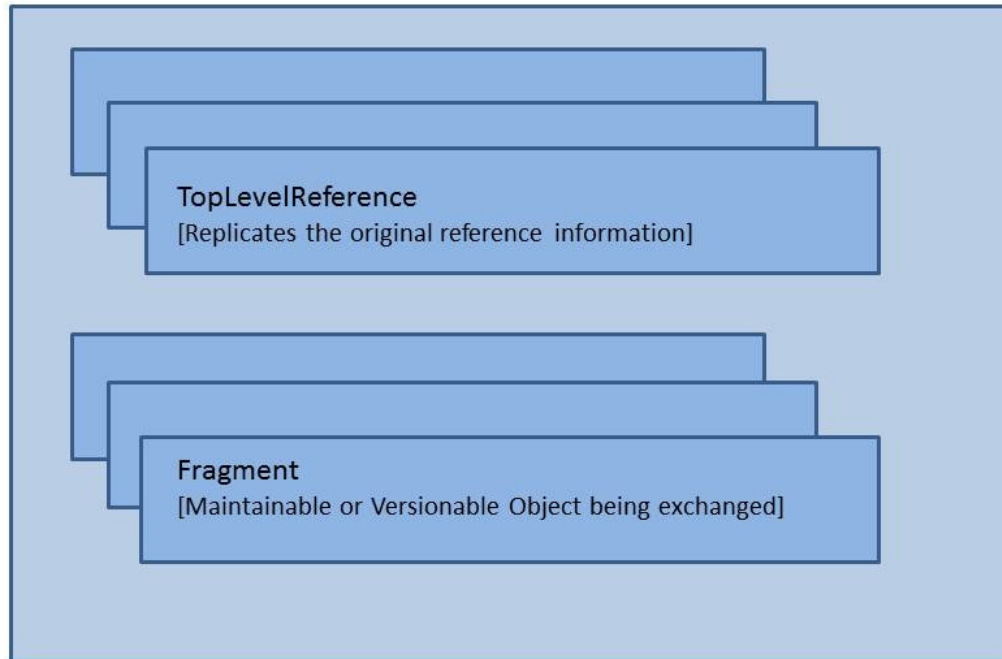 TopLevelReference
[Replicates the original reference information]
Fragment
[Maintainable or Versionable Object being exchanged]